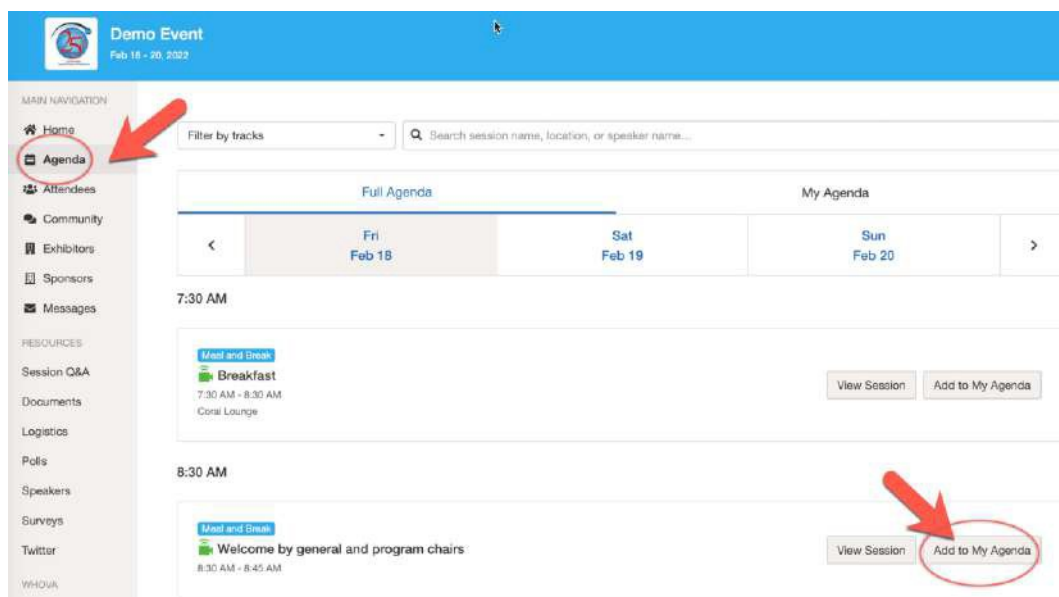 25
Demo Event
Feb 18 - 20, 2022
MAIN NAVIGATION
Home
Agenda
Attendees
Community
Exhibitors
Sponsors
Messages
RESOURCES
Session Q&A
Documents
Logistics
Polls
Speakers
Surveys
Twitter
WHOVA
Filter by tracks
Search session name, location, or speaker name...
Full Agenda My Agenda
Fri Sat Sun
Feb 18 Feb 19 Feb 20
7:30 AM
Meal and Break
Breakfast
7:30 AM - 8:30 AM
Coral Lounge
View Session Add to My Agenda
8:30 AM
Meal and Break
Welcome by general and program chairs
8:30 AM - 8:45 AM
View Session Add to My Agenda